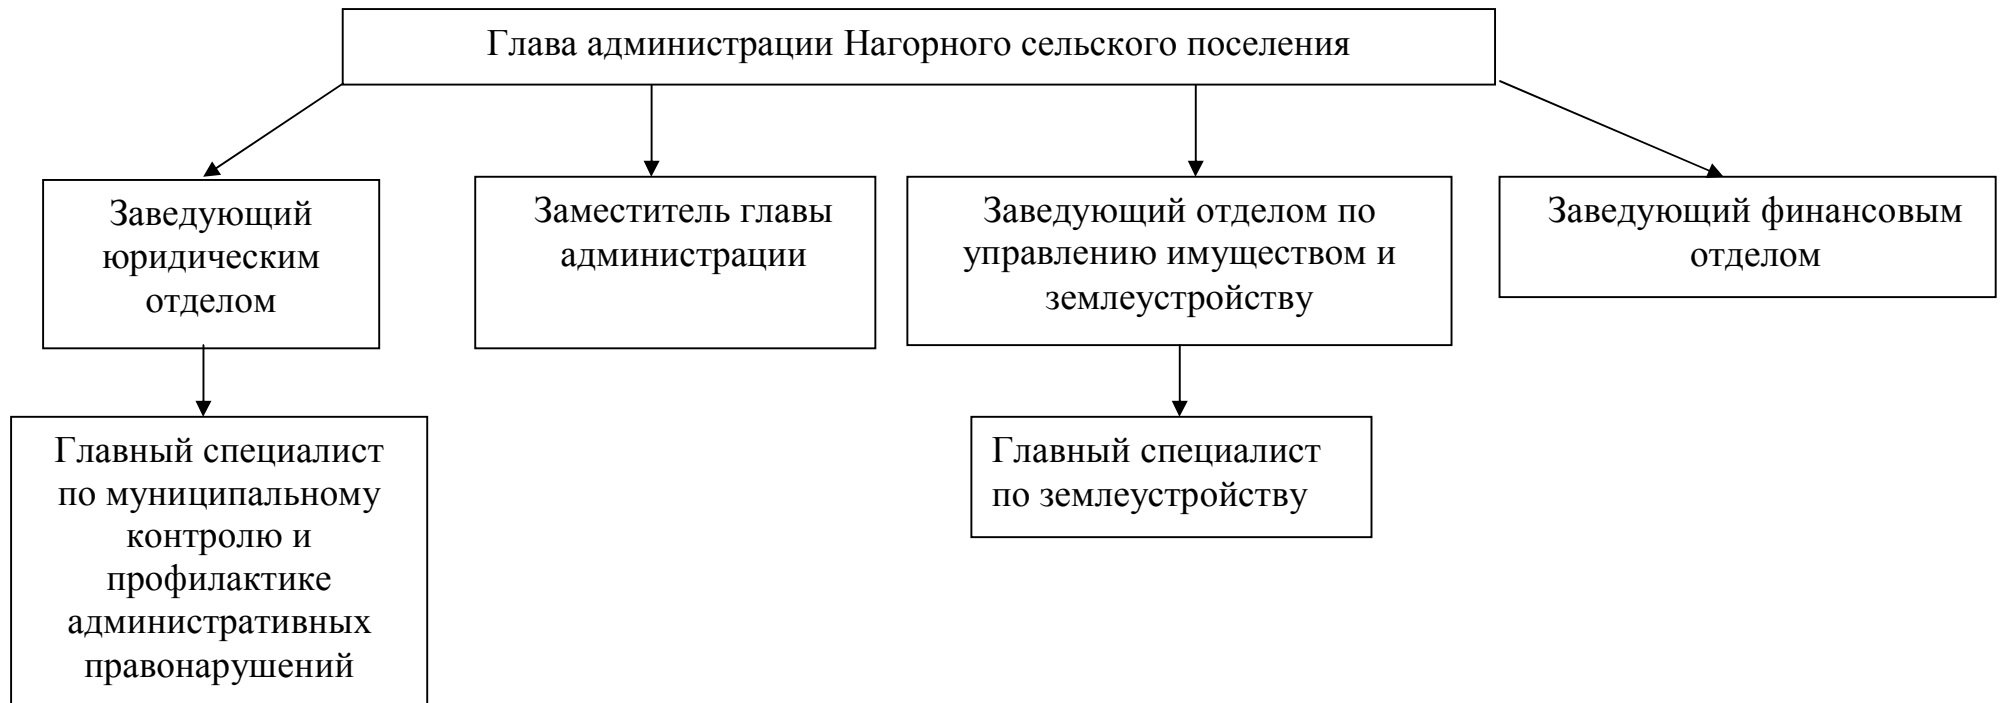 Глава администрации Нагорного сельского поселения
Заведующий
юридическим
отделом
Заместитель главы
администрации
Заведующий отделом по
управлению имуществом и
землеустройству
Заведующий финансовым
отделом
Главный специалист
по муниципальному
контролю и
профилактике
административных
правонарушений
Главный специалист
по землеустройству